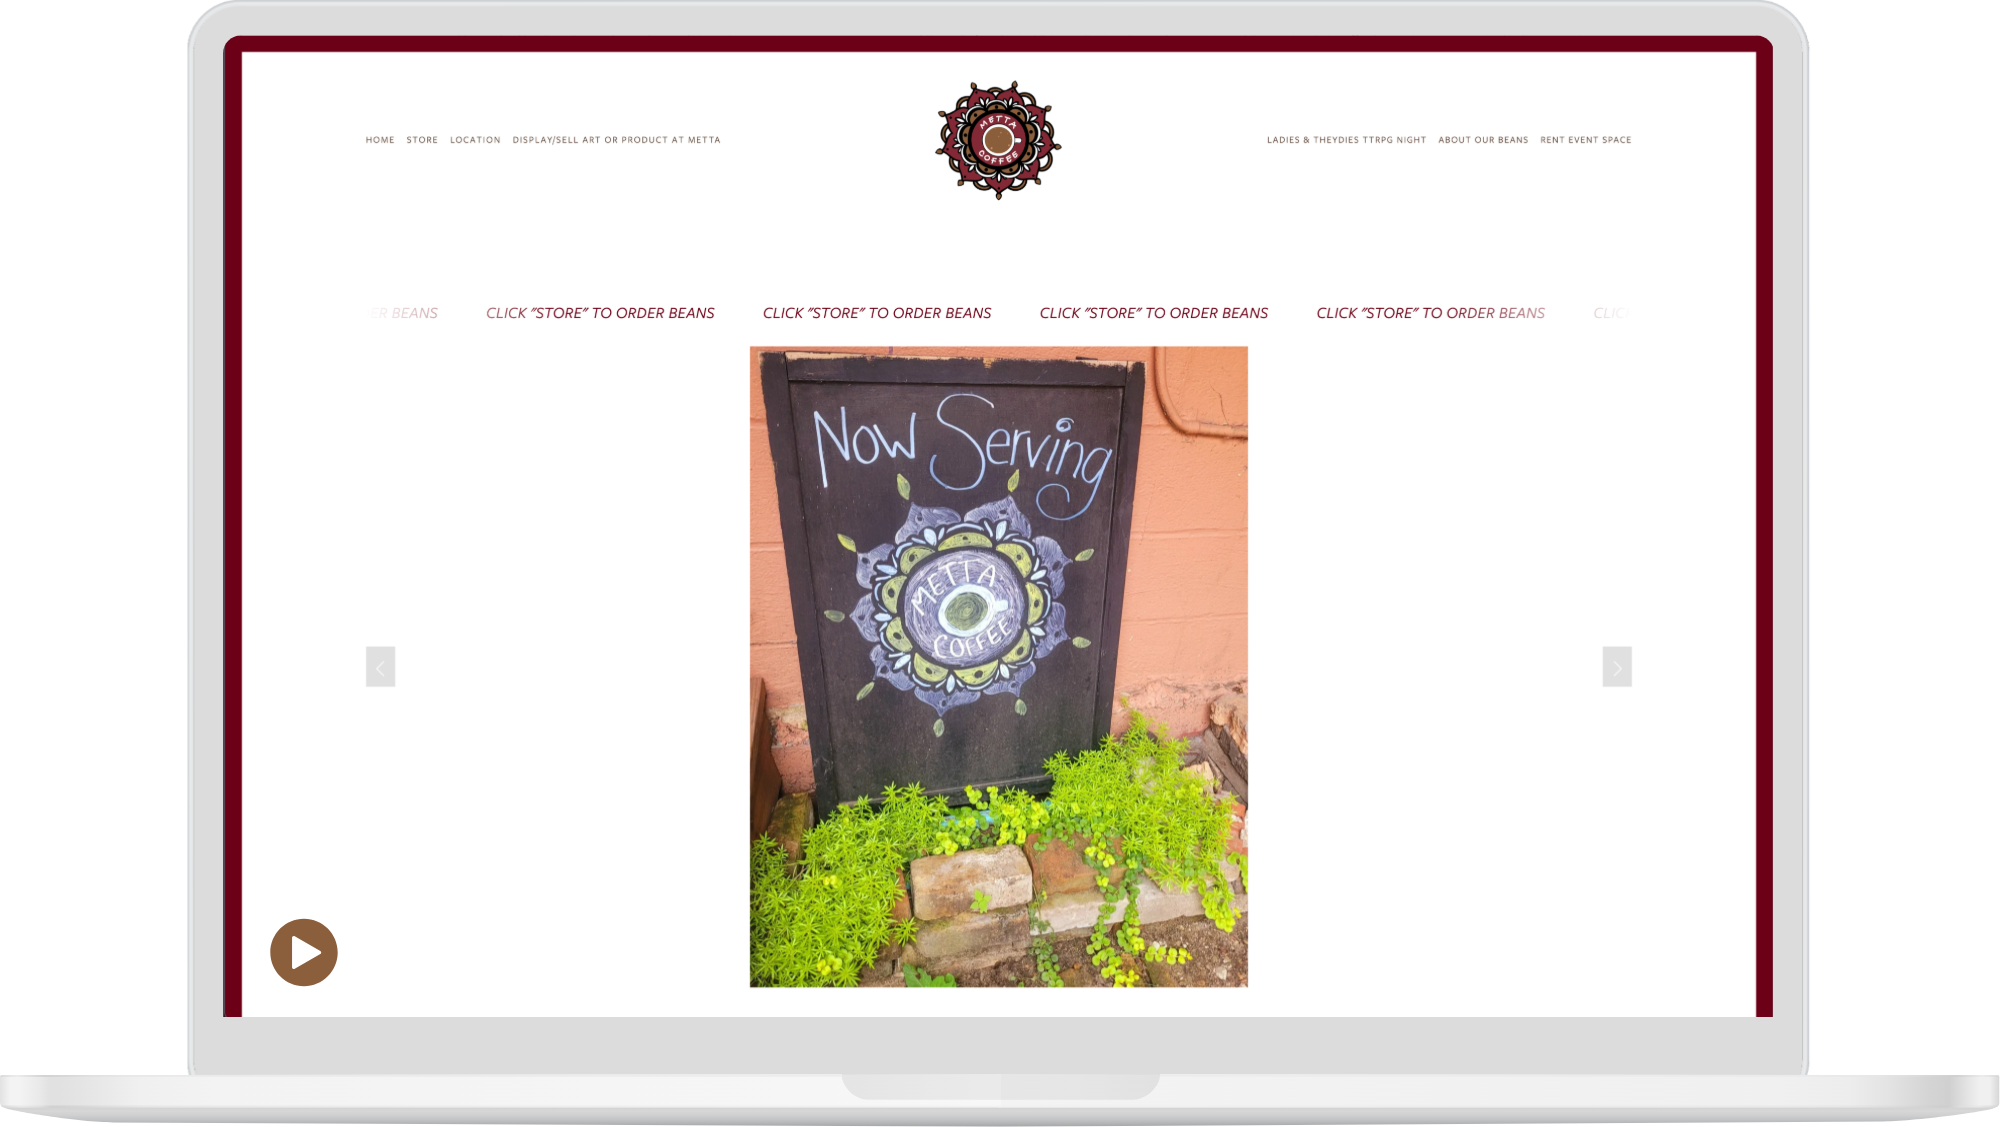 HOME STORE LOCATION DISPLAY/SELL ART OR PRODUCT AT METTA
METTA
COFFEE
LADIES & THEYDIES TTRPG NIGHT ABOUT OUR BEANS RENT EVENT SPACE
ER BEANS CLICK "STORE" TO ORDER BEANS CLICK "STORE" TO ORDER BEANS CLICK "STORE" TO ORDER BEANS CLICK "STORE" TO ORDER BEANS CLICK
Now Serving
METTA
COFFEE